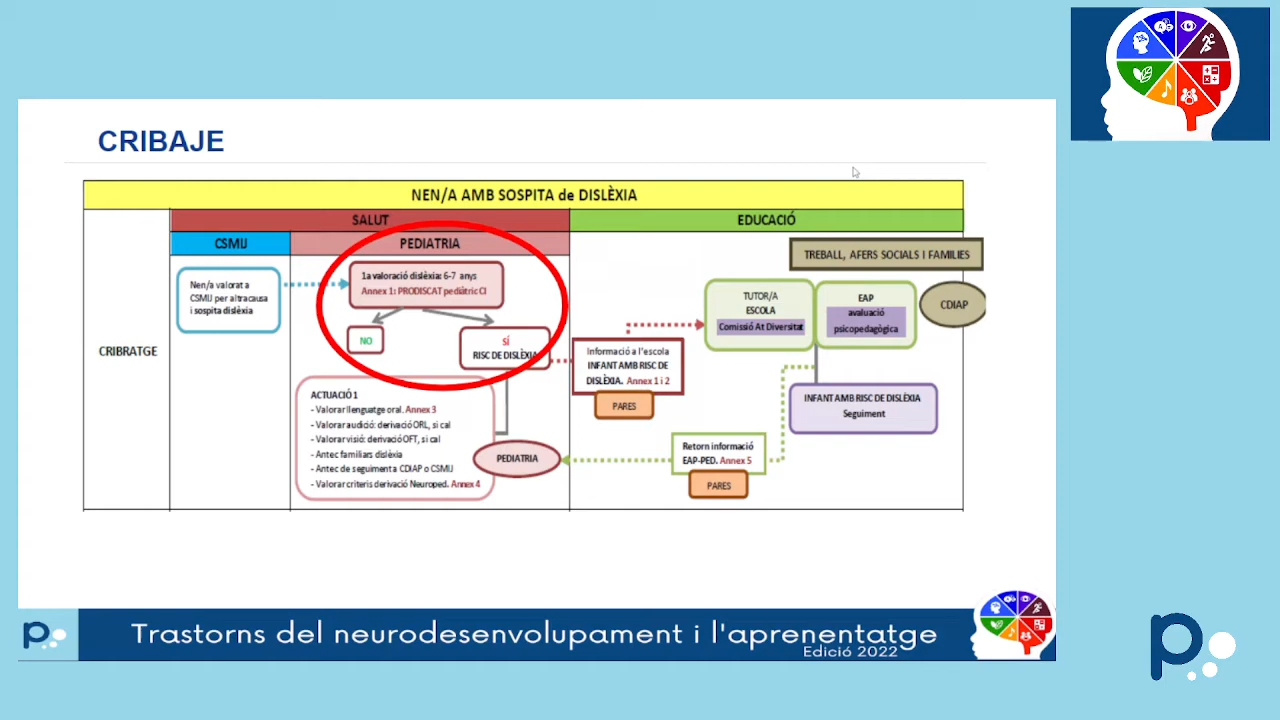 CRIBAJE
NEN/A AMB SOSPITA de DISLÈXIA
SALUT
EDUCACIÓ
CSMIJ
PEDIATRIA
TREBALL, AFERS SOCIALS I FAMILIES
CRIBRATGE
Nen/a valorat a
CSMIJ per altracausa
i sospita dislèxia
1a valoració dislèxia: 6-7 anys
Annex 1: PRODISCAT pediàtric CI
NO
SÍ
RISC DE DISLÈXIA
ACTUACIÓ 1
- Valorar llenguatge oral. Annex 3
- Valorar audició: derivació ORL, si cal
- Valorar visió: derivació OFT, si cal
- Antec familiars dislèxia
- Antec de seguiment a CDIAP o CSMIJ
- Valorar criteris derivació Neuroped. Annex 4
PEDIATRIA
Informació a l'escola
INFANT AMB RISC DE
DISLÈXIA. Annex 1 i 2
PARES
TUTOR/A
ESCOLA
Comissió At Diversitat
EAP
avaluació
psicopedagògica
CDIAP
INFANT AMB RISC DE DISLÈXIA
Seguiment
Retorn informació
EAP-PED. Annex 5
PARES
p
Trastorns del neurodesenvolupament i l'aprenentatge
Edició 2022
p